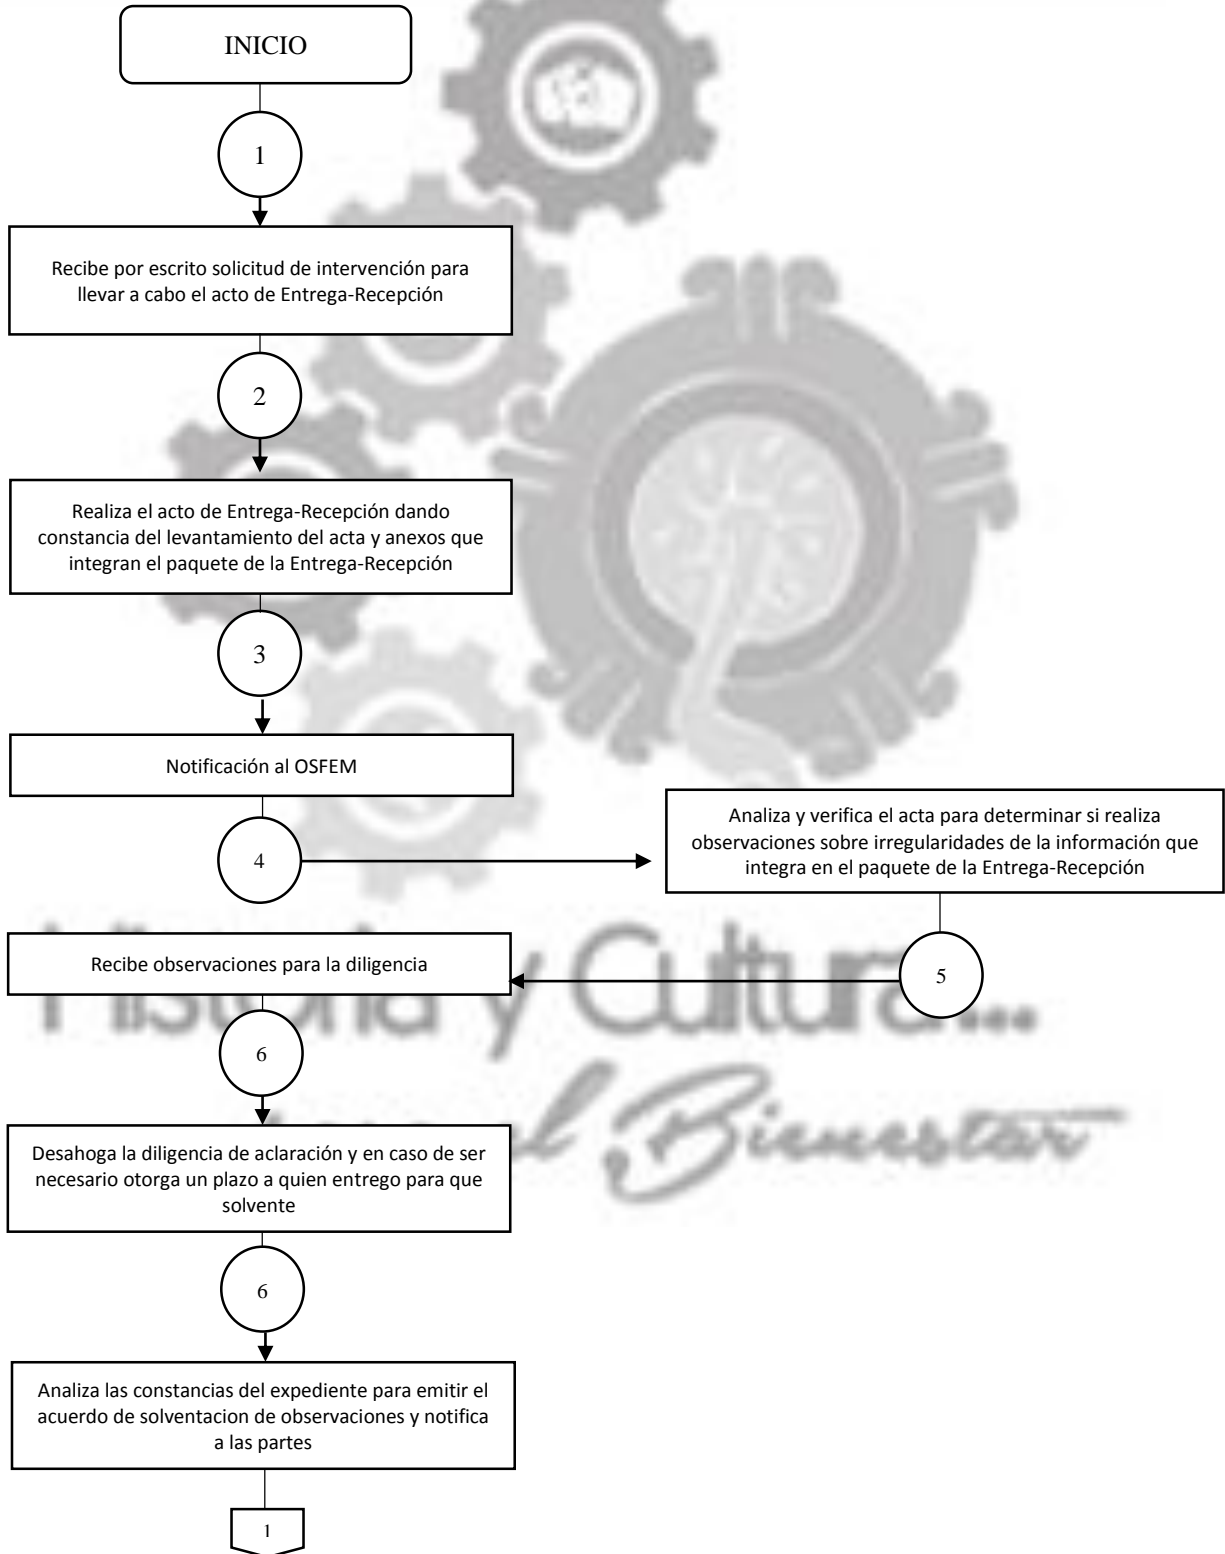 INICIO
1
Recibe por escrito solicitud de intervención para
llevar a cabo el acto de Entrega-Recepción
2
Realiza el acto de Entrega-Recepción dando
constancia del levantamiento del acta y anexos que
integran el paquete de la Entrega-Recepción
3
Notificación al OSFEM
4
Analiza y verifica el acta para determinar si realiza
observaciones sobre irregularidades de la información que
integra en el paquete de la Entrega-Recepción
5
Recibe observaciones para la diligencia
6
Desahoga la diligencia de aclaración y en caso de ser
necesario otorga un plazo a quien entrego para que
solvente
6
Analiza las constancias del expediente para emitir el
acuerdo de solventacion de observaciones y notifica
a las partes
1
Historia y Cultura...
el Bienestar